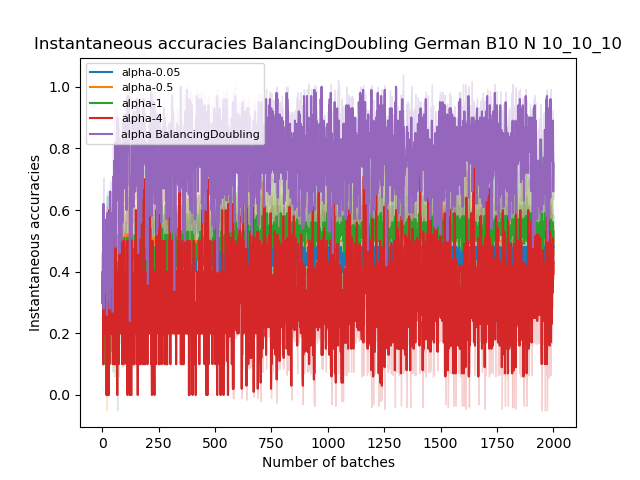 Instantaneous accuracies BalancingDoubling German B10 N 10_10_10
alpha-0.05
alpha-0.5
alpha-1
alpha-4
alpha BalancingDoubling
Instantaneous accuracies
1.0
0.8
0.6
0.4
0.2
0.0
0 250 500 750 1000 1250 1500 1750 2000
Number of batches